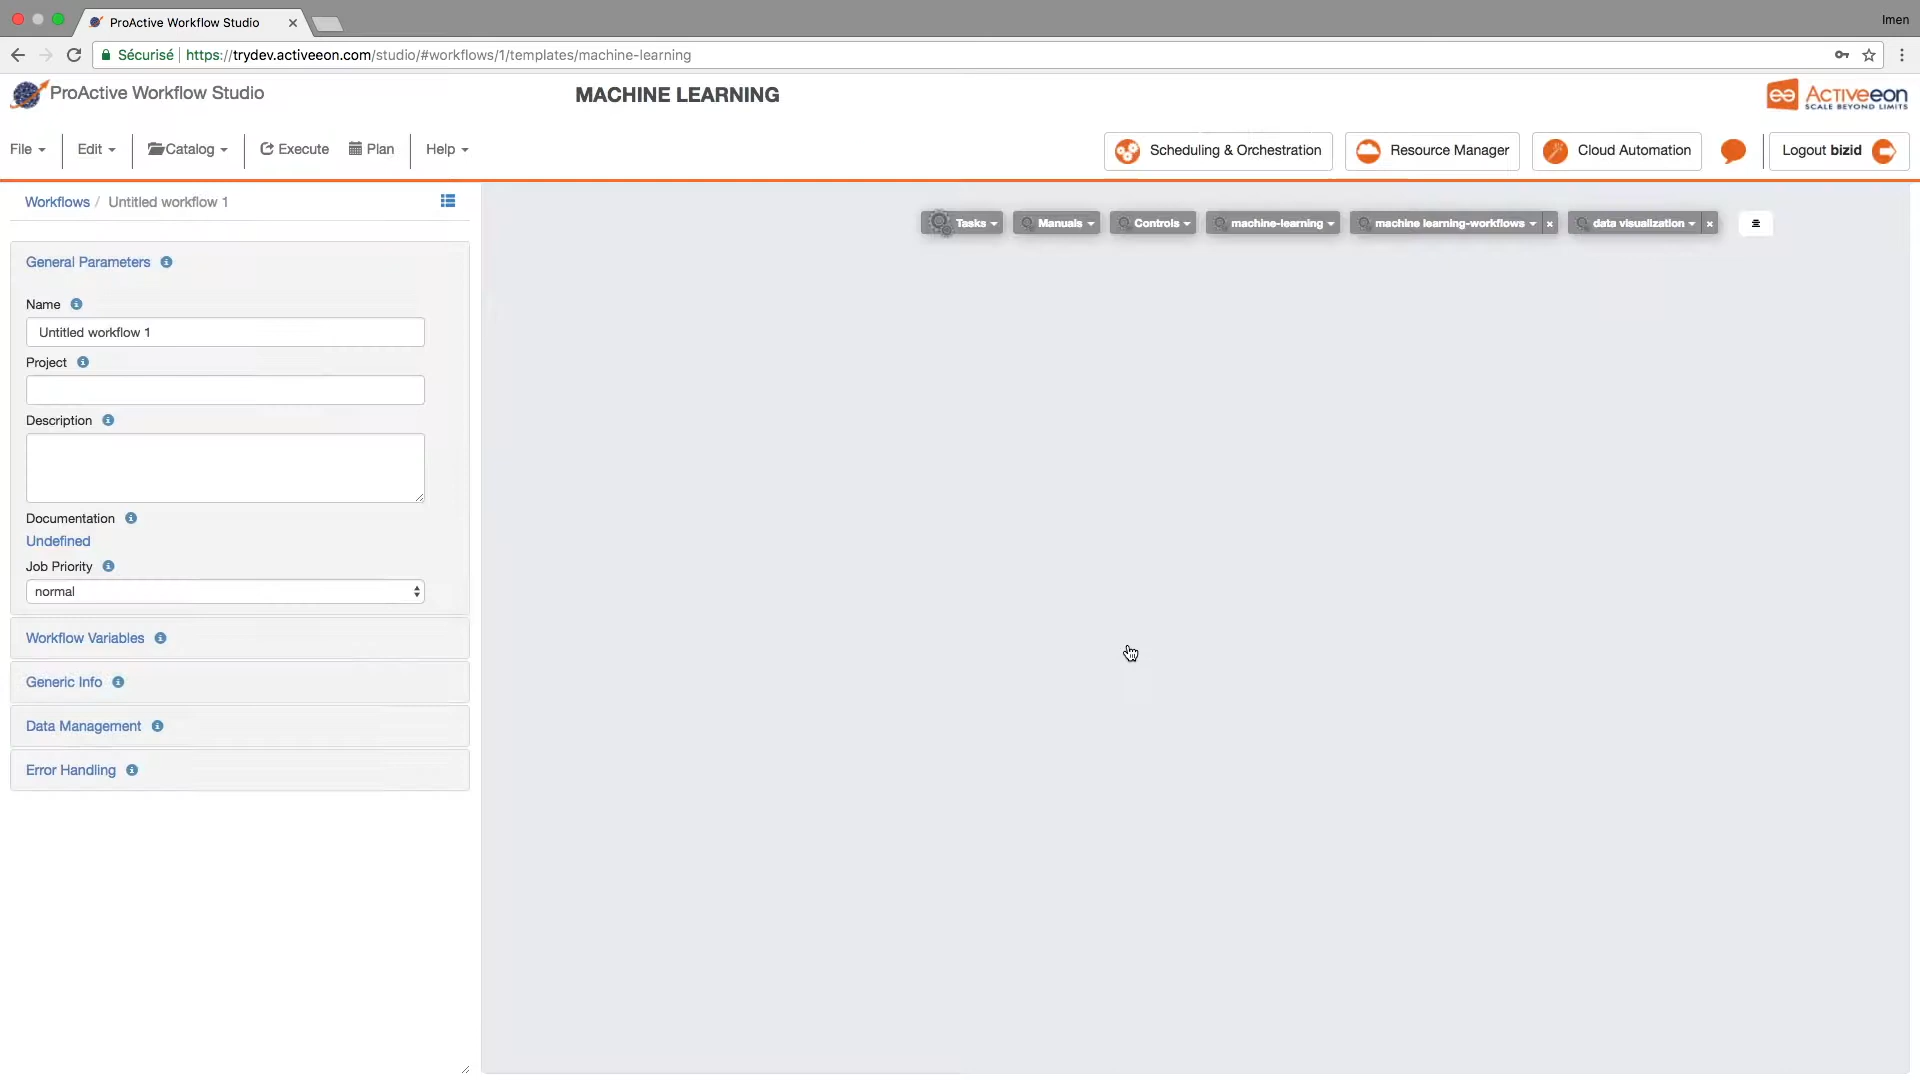 ProActive Workflow Studio
Imen
Sécurisé https://trydev.activeeon.com/studio/#workflows/1/templates/machine-learning
ProActive Workflow Studio
MACHINE LEARNING
Activeeon
SCALE BEYOND LIMITS
File Edit Catalog Execute Plan Help
Scheduling & Orchestration Resource Manager Cloud Automation Logout bizid
Workflows / Untitled workflow 1
Tasks Manuals Controls machine-learning machine learning-workflows × data visualization ×
General Parameters
Name
Untitled workflow 1
Project
Description
Documentation
Undefined
Job Priority
normal
Workflow Variables
Generic Info
Data Management
Error Handling